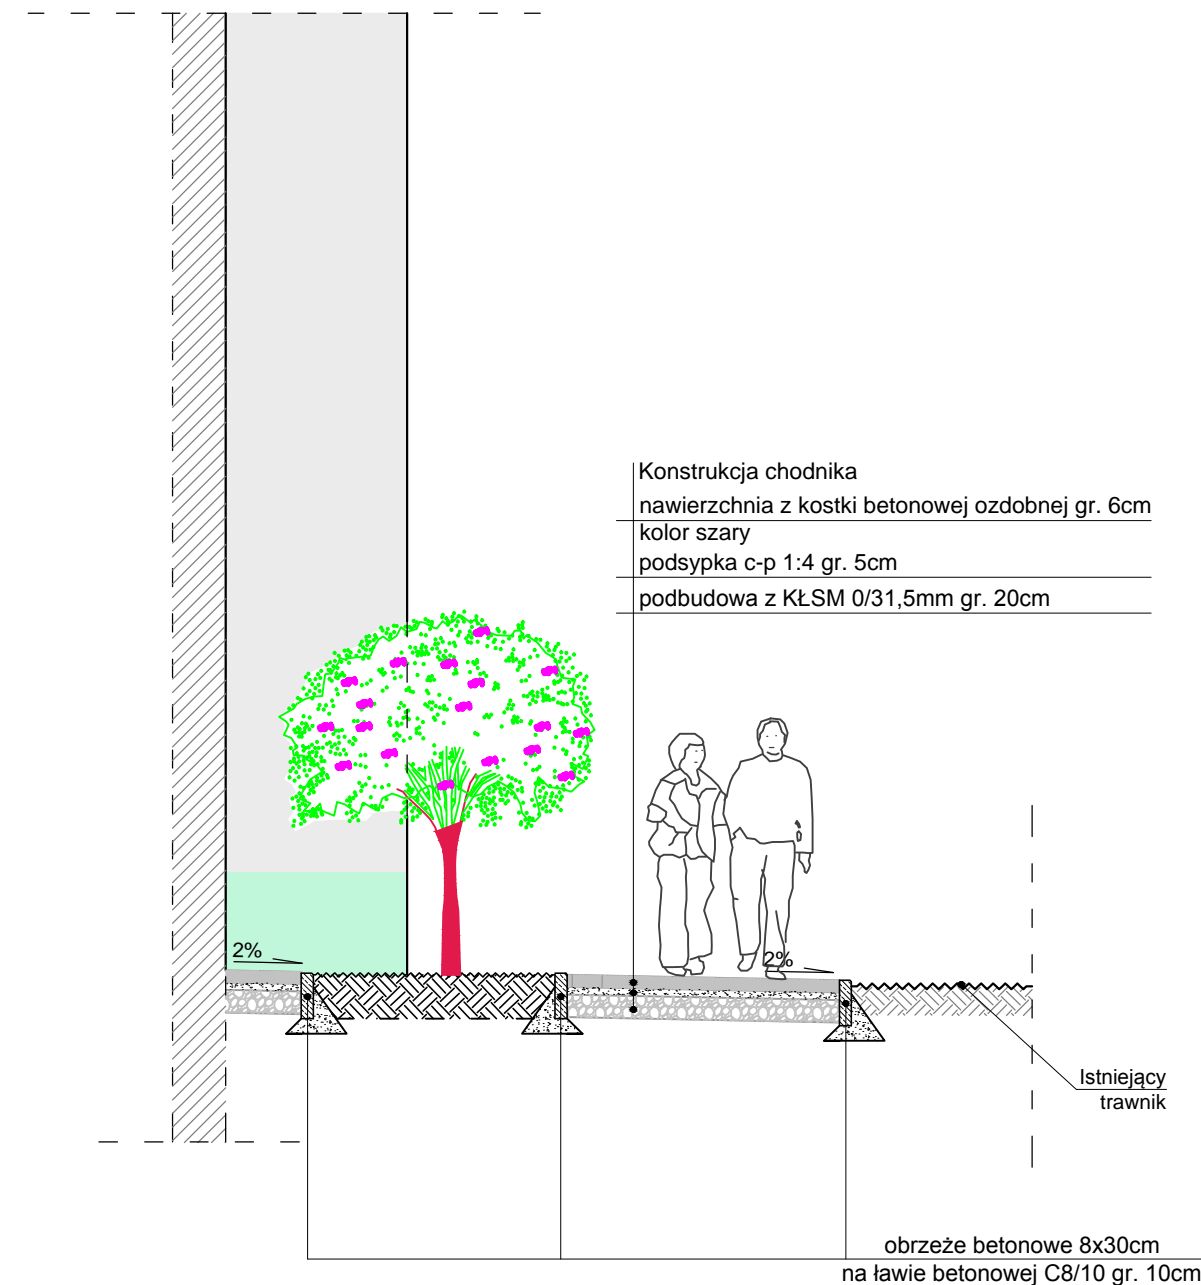 Konstrukcja chodnika
nawierzchnia z kostki betonowej ozdobnej gr. 6cm
kolor szary
podsypka c-p 1:4 gr. 5cm
podbudowa z KŁSM 0/31,5mm gr. 20cm
2%
2%
Istniejący
trawnik
obrzeże betonowe 8x30cm
na ławie betonowej C8/10 gr. 10cm